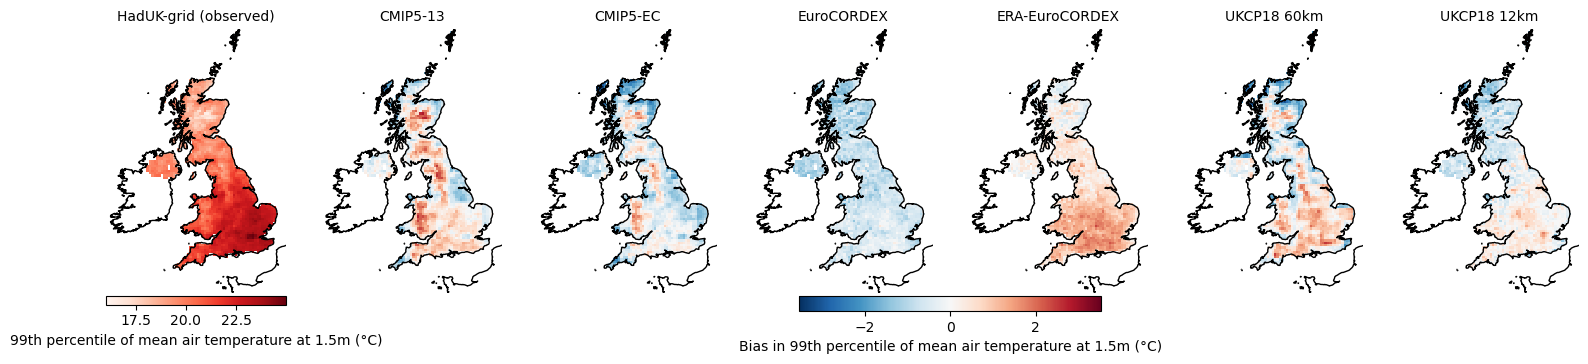 HadUK-grid (observed) CMIP5-13 CMIP5-EC EuroCORDEX ERA-EuroCORDEX UKCP18 60km UKCP18 12km
17.5 20.0 22.5
99th percentile of mean air temperature at 1.5m (°C)
−2 0 2
Bias in 99th percentile of mean air temperature at 1.5m (°C)